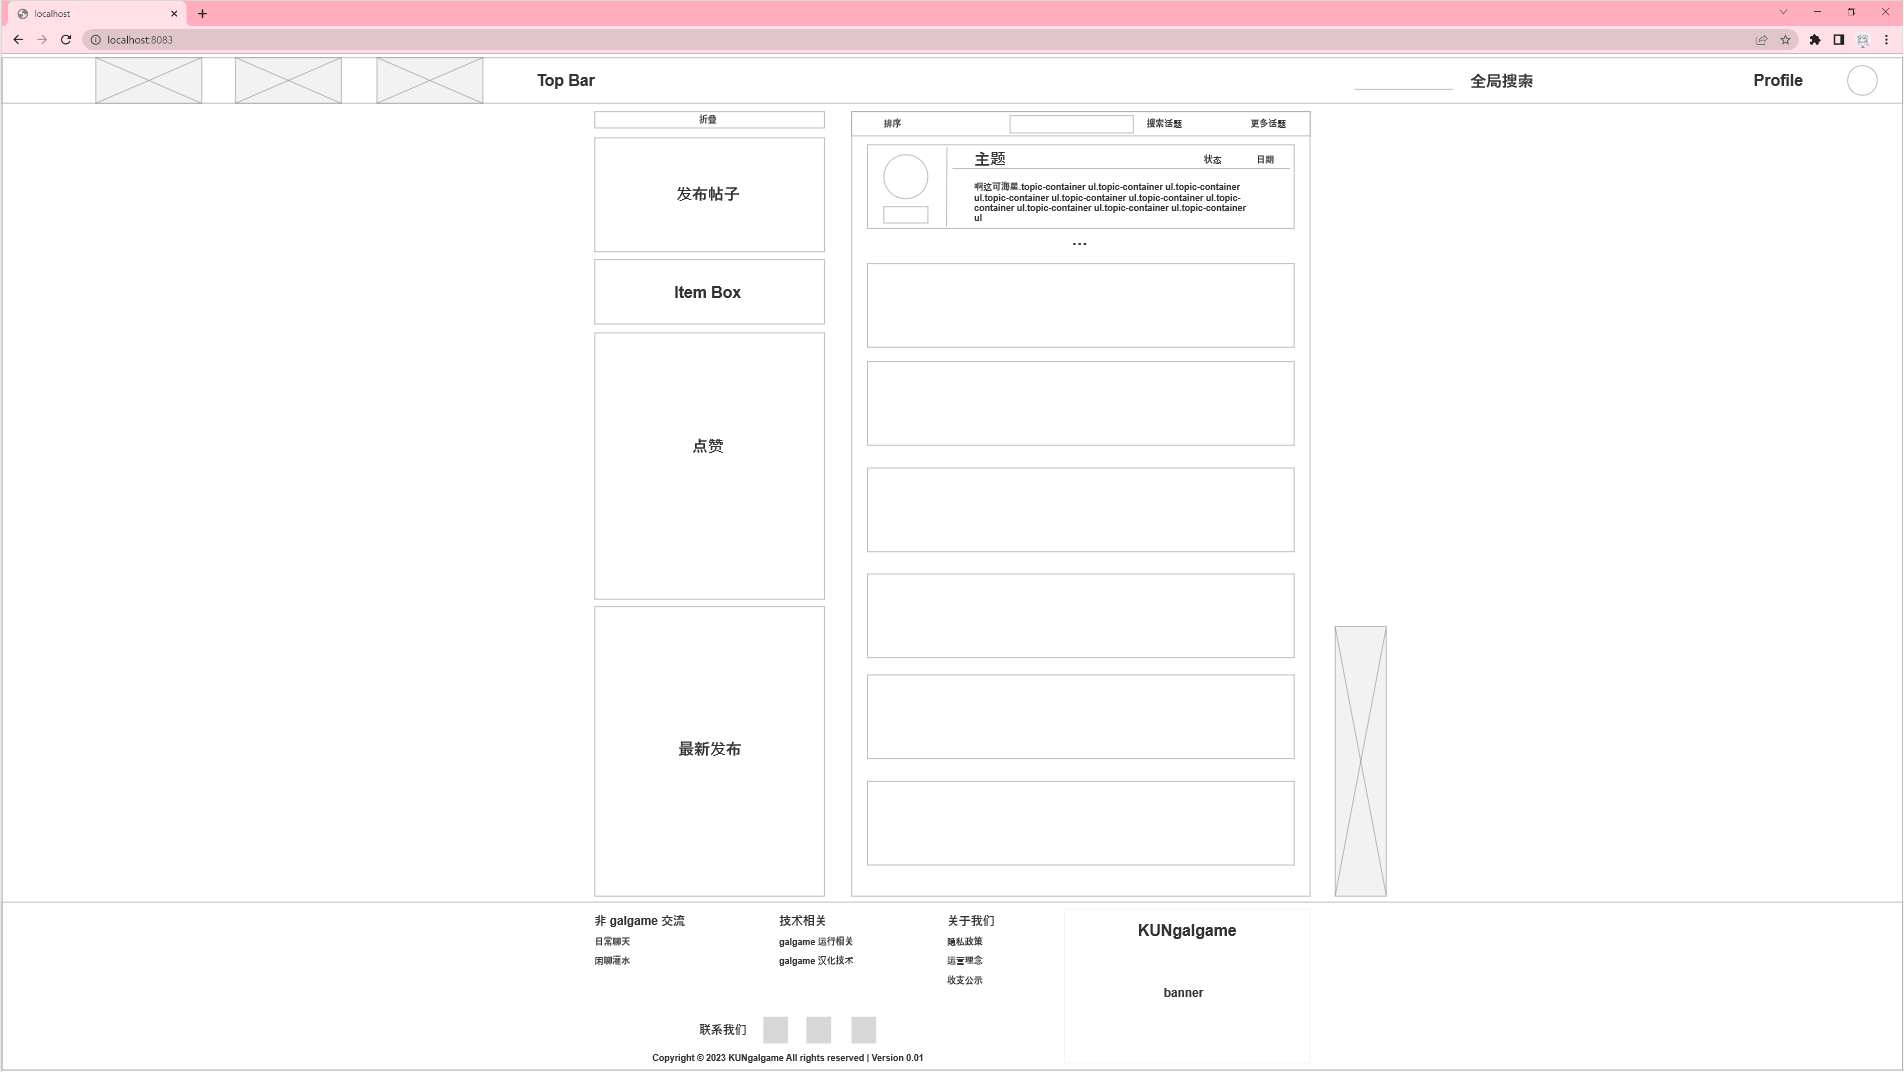 localhost
localhost:8083
Top Bar
全局搜索
Profile
折叠
排序
搜索话题
更多话题
发布帖子
主题
状态
日期
啊这可海星.topic-container ul.topic-container ul.topic-container
ul.topic-container ul.topic-container ul.topic-container ul.topic-
container ul.topic-container ul.topic-container ul.topic-container
ul
...
Item Box
点赞
最新发布
非 galgame 交流
日常聊天
闲聊灌水
技术相关
galgame 运行相关
galgame 汉化技术
关于我们
隐私政策
运营理念
收支公示
KUNgalgame
banner
联系我们
Copyright © 2023 KUNgalgame All rights reserved | Version 0.01